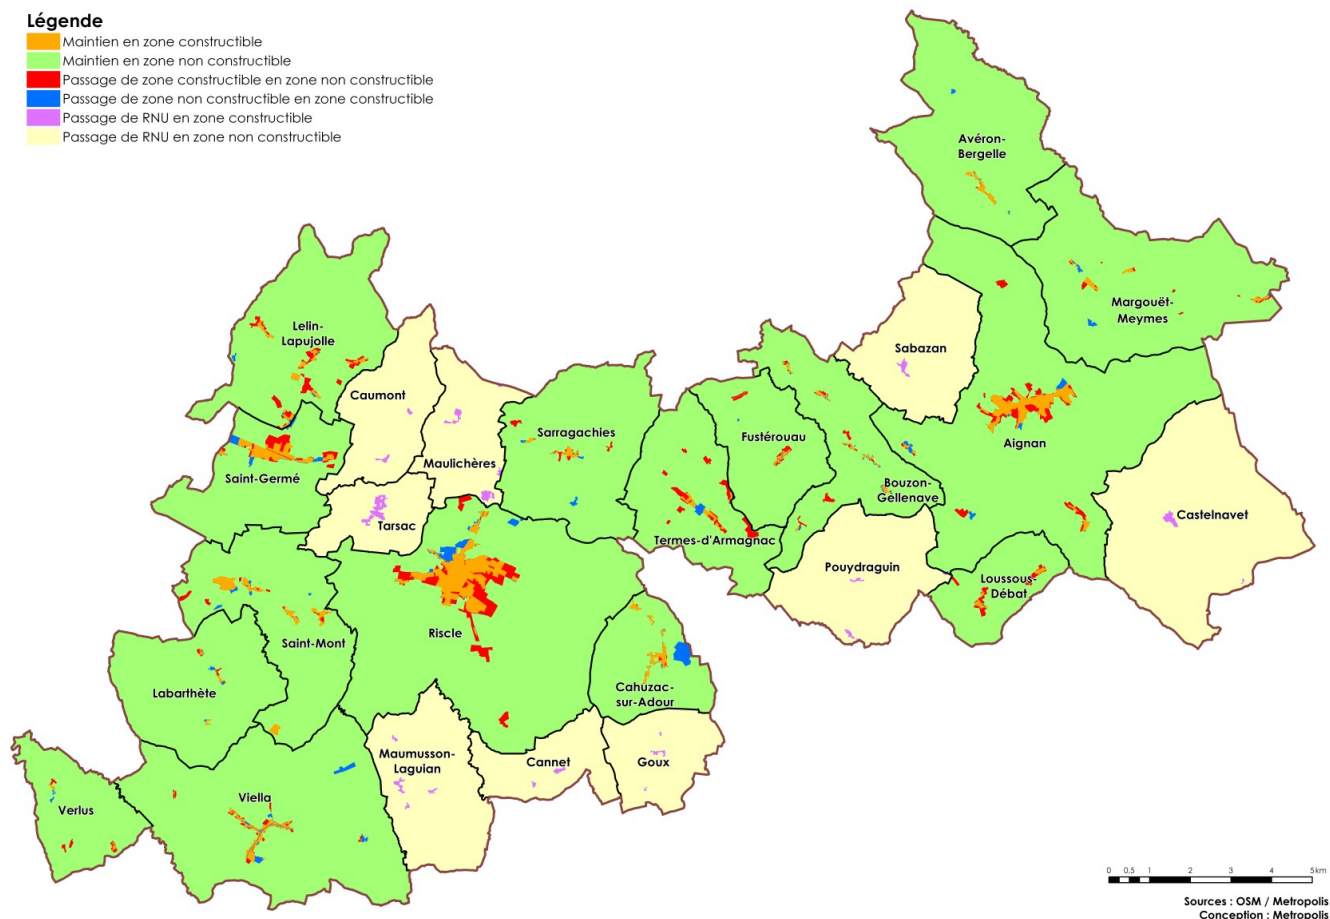 Légende
Maintien en zone constructible
Maintien en zone non constructible
Passage de zone constructible en zone non constructible
Passage de zone non constructible en zone constructible
Passage de RNU en zone constructible
Passage de RNU en zone non constructible
Avéron-
Bergelle
Margouët-
Meymes
Lelin-
Lapujolle
Sabazan
Caumont
Sarragachies
Fustérouau
Aignan
Maulichères
Saint-Germé
Bouzon-
Gellenave
Tarsac
Castelnavet
Termes-d'Armagnac
Pouydraguin
Loussous-
Débat
Riscle
Saint-Mont
Labarthète
Cahuzac-
sur-Adour
Maumusson-
Laguian
Cannet
Goux
Viella
Verlus
0 0,5 1 2 3 4 5km
Sources : OSM / Metropolis
Conception : Metropolis